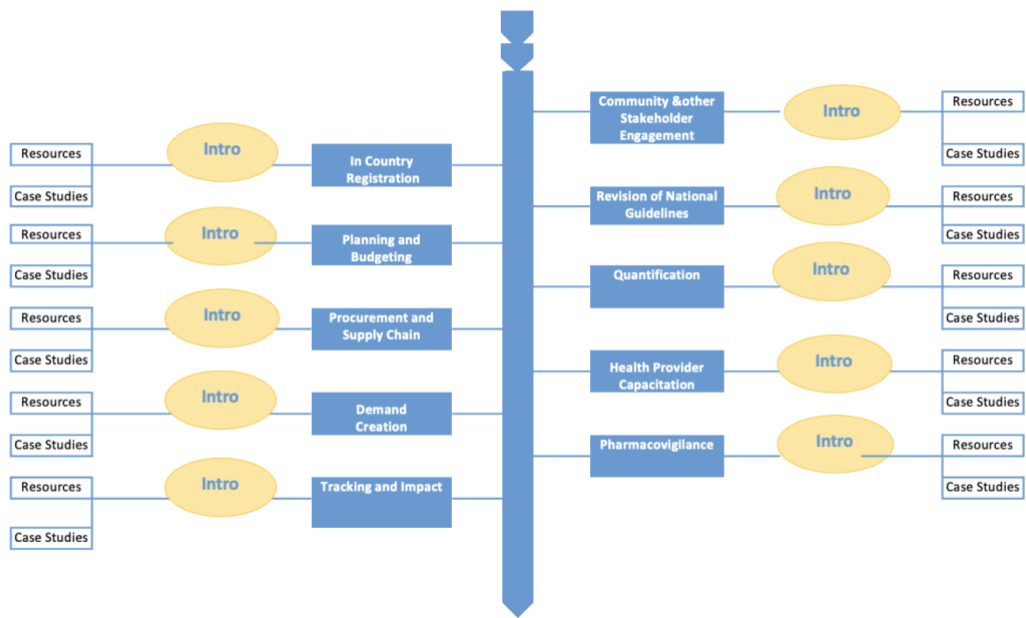 Community &other
Stakeholder
Engagement
Intro
Resources
Case Studies
Resources
Case Studies
Intro
In Country
Registration
Revision of National
Guidelines
Intro
Resources
Case Studies
Resources
Case Studies
Intro
Planning and
Budgeting
Quantification
Intro
Resources
Case Studies
Resources
Case Studies
Intro
Procurement and
Supply Chain
Health Provider
Capacitation
Intro
Resources
Case Studies
Resources
Case Studies
Intro
Demand
Creation
Pharmacovigilance
Intro
Resources
Case Studies
Resources
Case Studies
Intro
Tracking and Impact